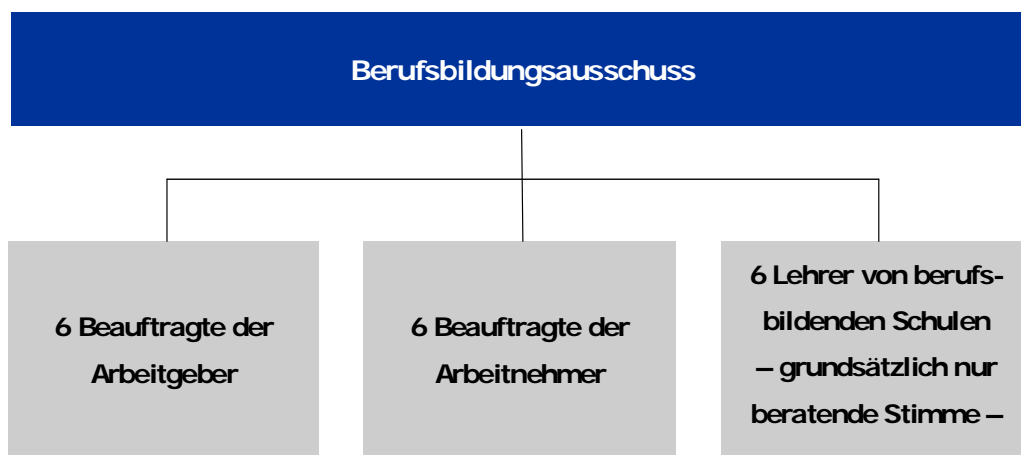 Berufsbildungsausschuss
6 Beauftragte der
Arbeitgeber
6 Beauftragte der
Arbeitnehmer
6 Lehrer von berufs-
bildenden Schulen
– grundsätzlich nur
beratende Stimme –